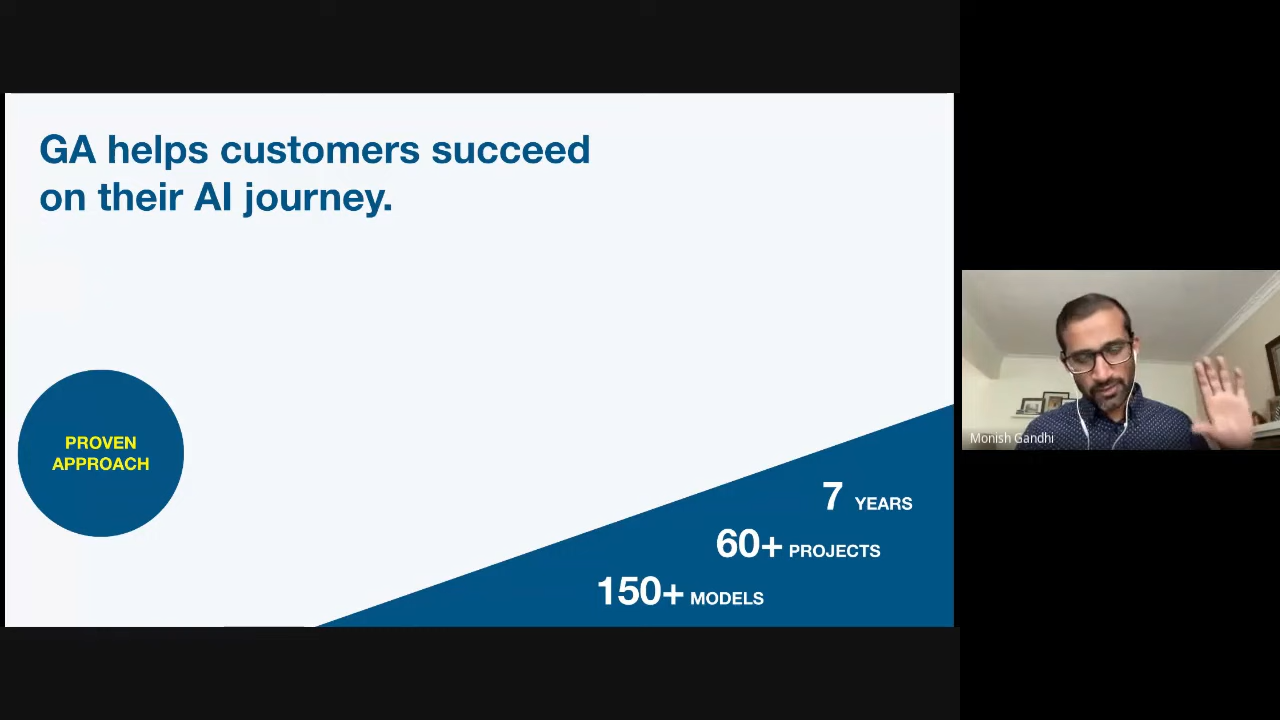 GA helps customers succeed
on their AI journey.
PROVEN
APPROACH
7 YEARS
60+ PROJECTS
150+ MODELS
Monish Gandhi